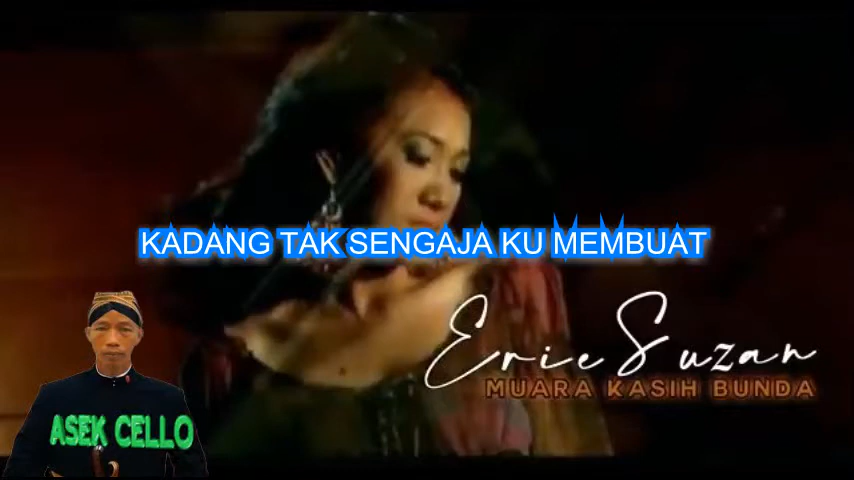 KADANG TAK SENGAJA KU MEMBUAT
Erie Suzan
MUARA KASIH BUNDA
ASEK CELLO